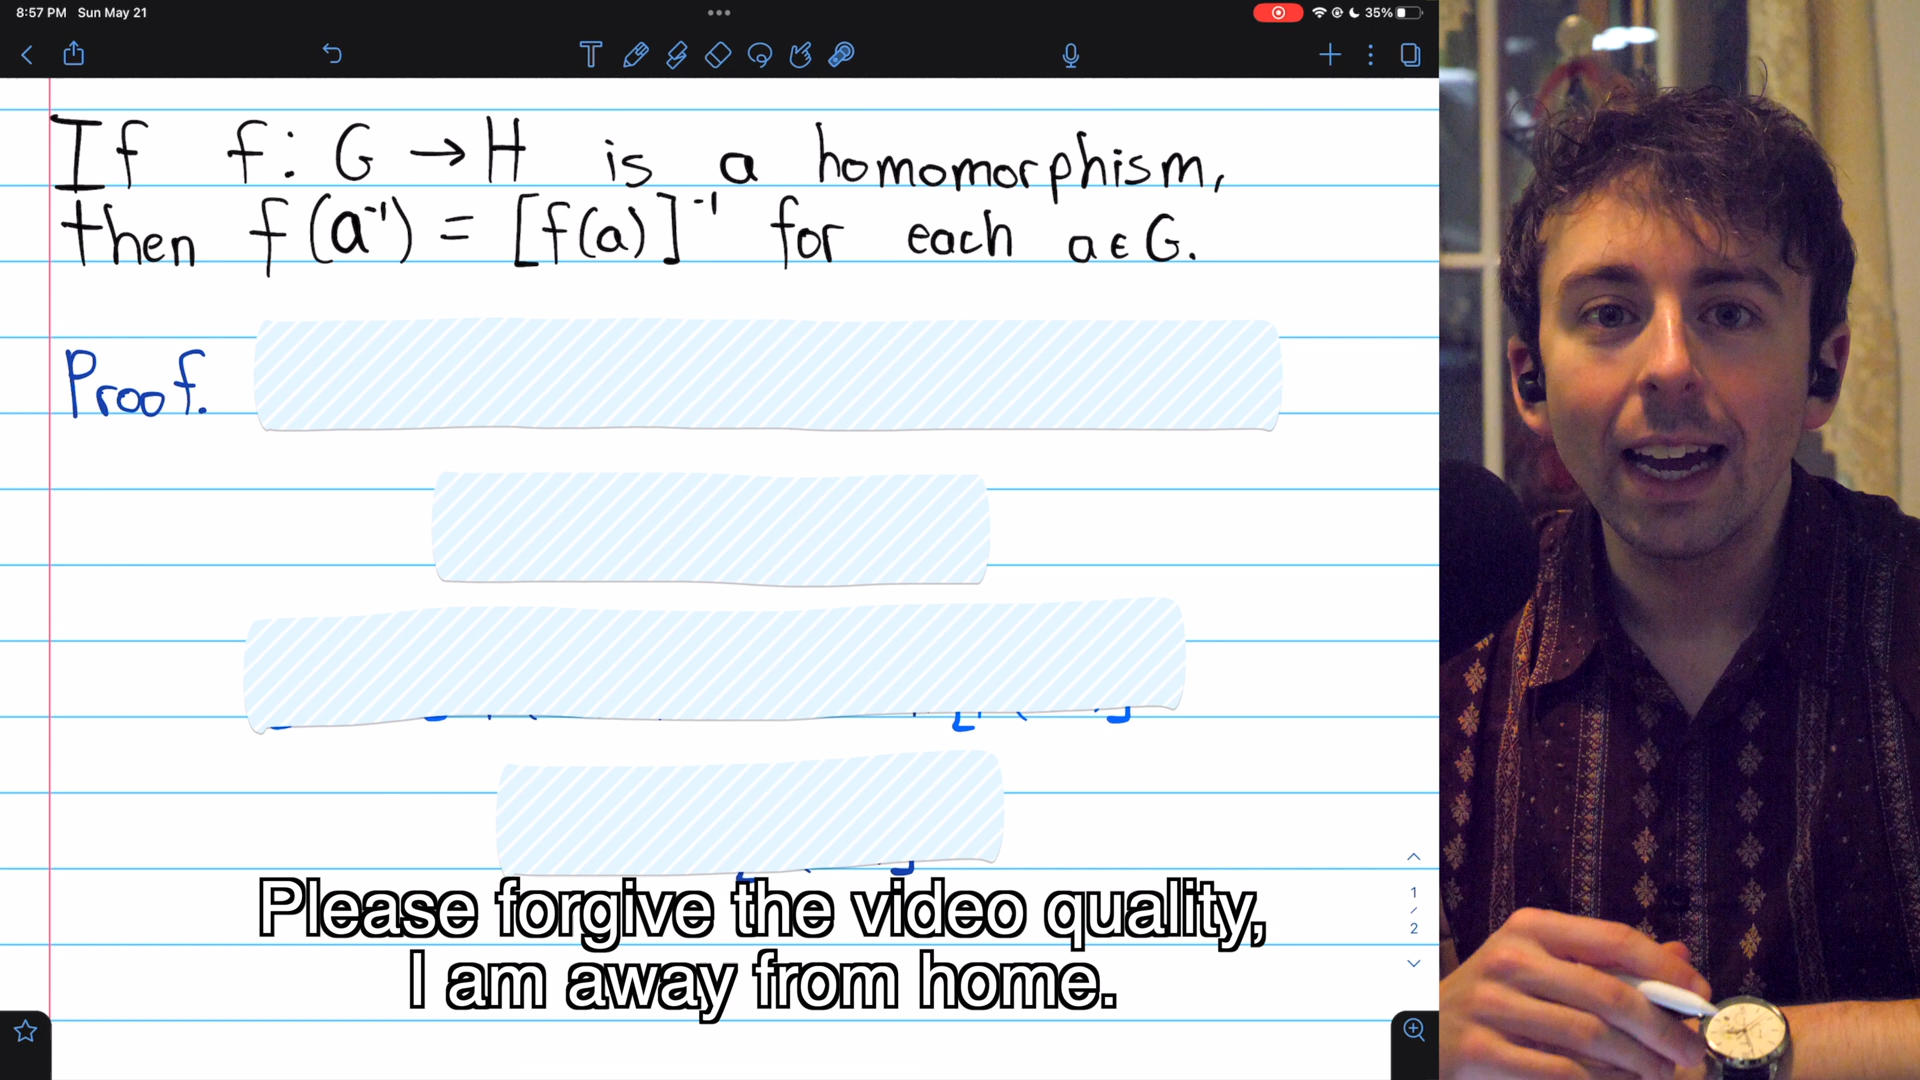 8:57 PM Sun May 21
35%
If f: G → H is a homomorphism,
then f(a⁻¹) = [f(a)]⁻¹ for each a ∈ G.
Proof.
1
/
2
Please forgive the video quality,
I am away from home.